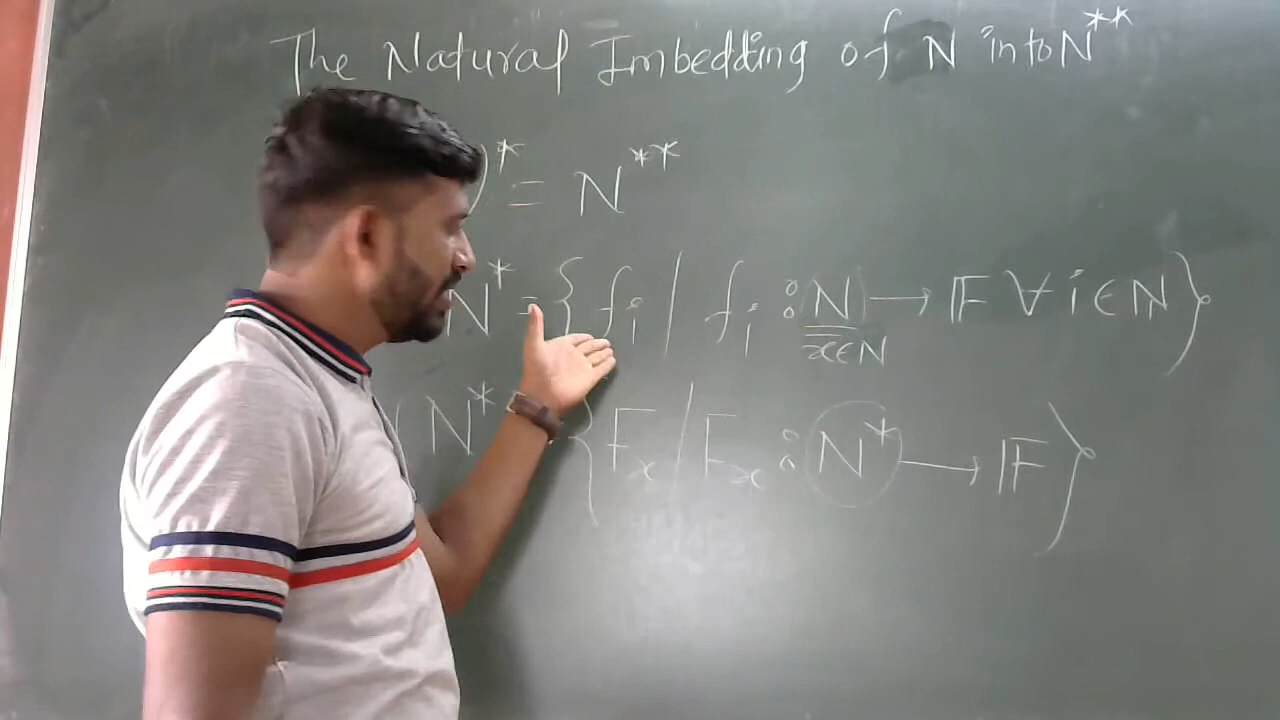 The Natural Imbedding of N into N**
)* = N**
N* = { fᵢ / fᵢ : N → 𝔽 ∀ i ∈ ℕ }
x ∈ N
(N* { Fₓ / Fₓ : N* → 𝔽 }